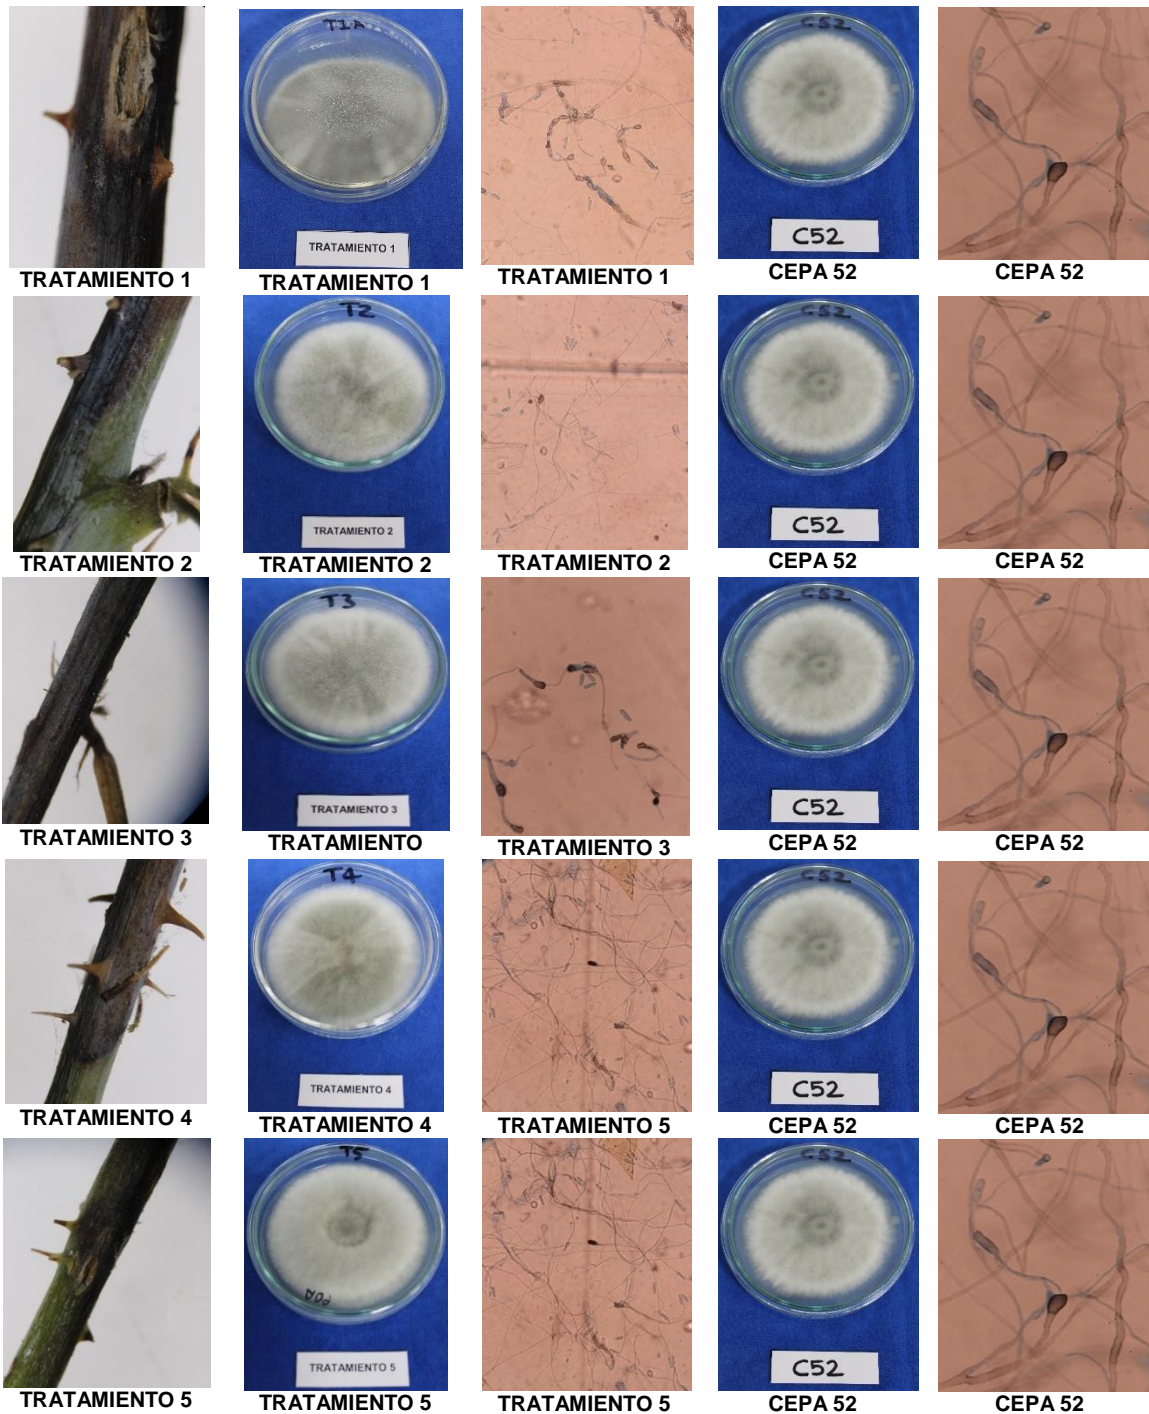 T1A
C52
TRATAMIENTO 1
C52
TRATAMIENTO 1
TRATAMIENTO 1
TRATAMIENTO 1
CEPA 52
CEPA 52
T2
C52
TRATAMIENTO 2
C52
TRATAMIENTO 2
TRATAMIENTO 2
TRATAMIENTO 2
CEPA 52
CEPA 52
T3
C52
TRATAMIENTO 3
C52
TRATAMIENTO 3
TRATAMIENTO
TRATAMIENTO 3
CEPA 52
CEPA 52
T4
C52
TRATAMIENTO 4
C52
TRATAMIENTO 4
TRATAMIENTO 4
TRATAMIENTO 5
CEPA 52
CEPA 52
T5
C52
PDA
TRATAMIENTO 5
C52
TRATAMIENTO 5
TRATAMIENTO 5
TRATAMIENTO 5
CEPA 52
CEPA 52